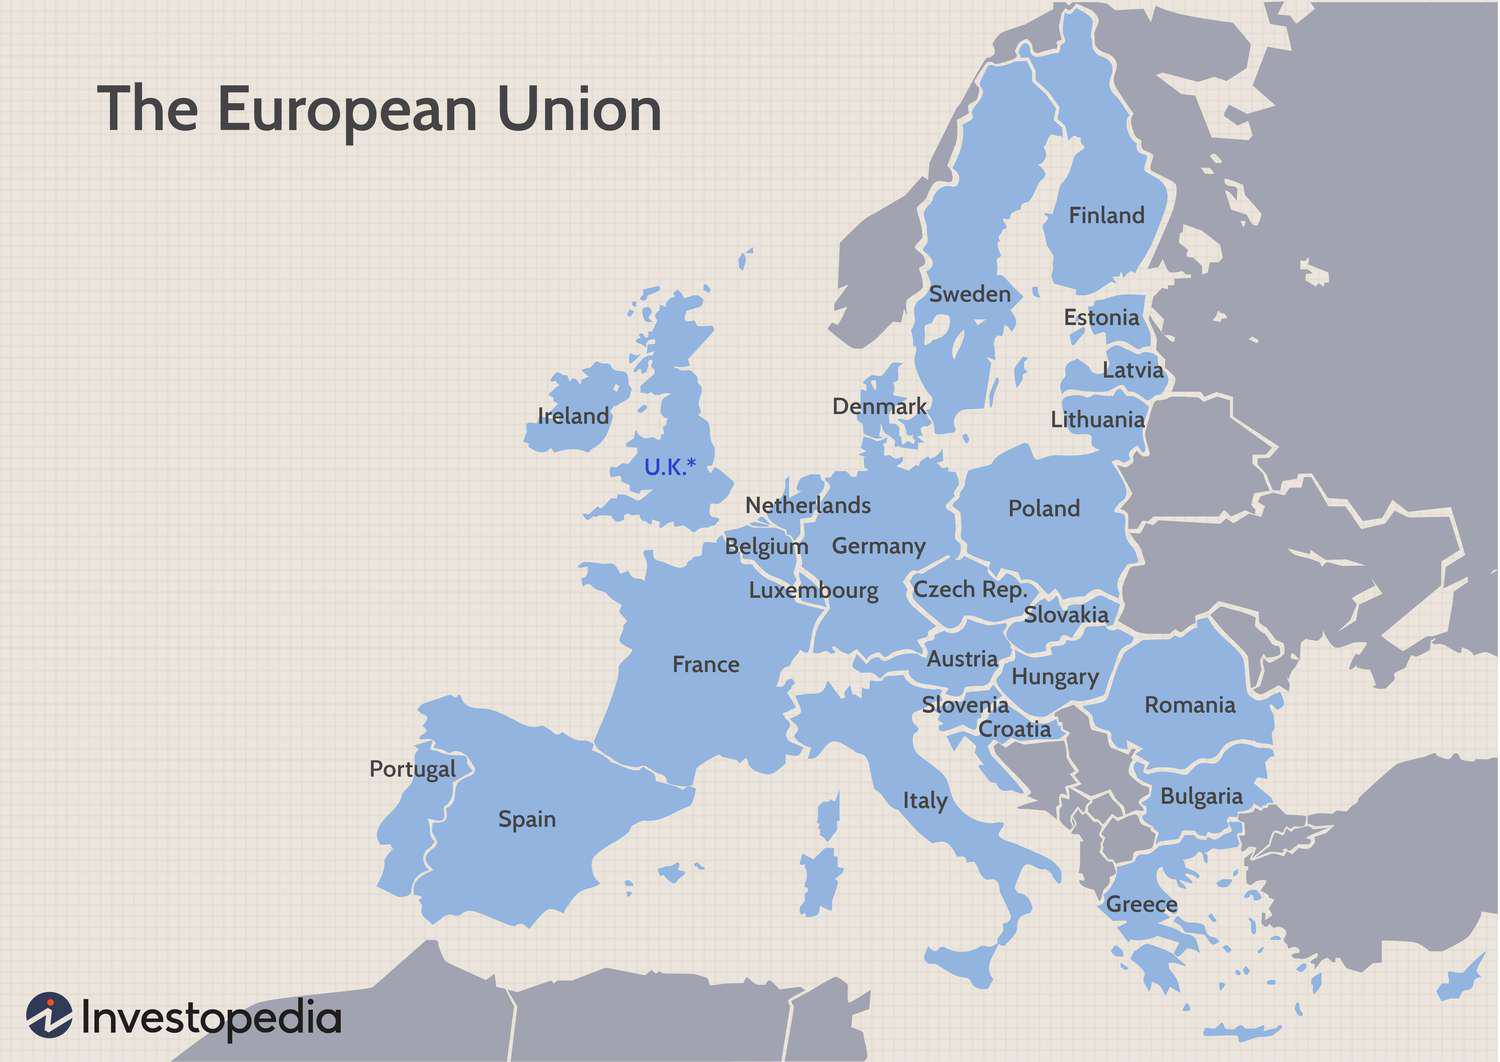 The European Union
Finland
Sweden
Estonia
Latvia
Denmark
Ireland
Lithuania
U.K.*
Netherlands
Poland
Belgium
Germany
Luxembourg
Czech Rep.
Slovakia
France
Austria
Hungary
Slovenia
Romania
Croatia
Portugal
Bulgaria
Italy
Spain
Greece
Investopedia